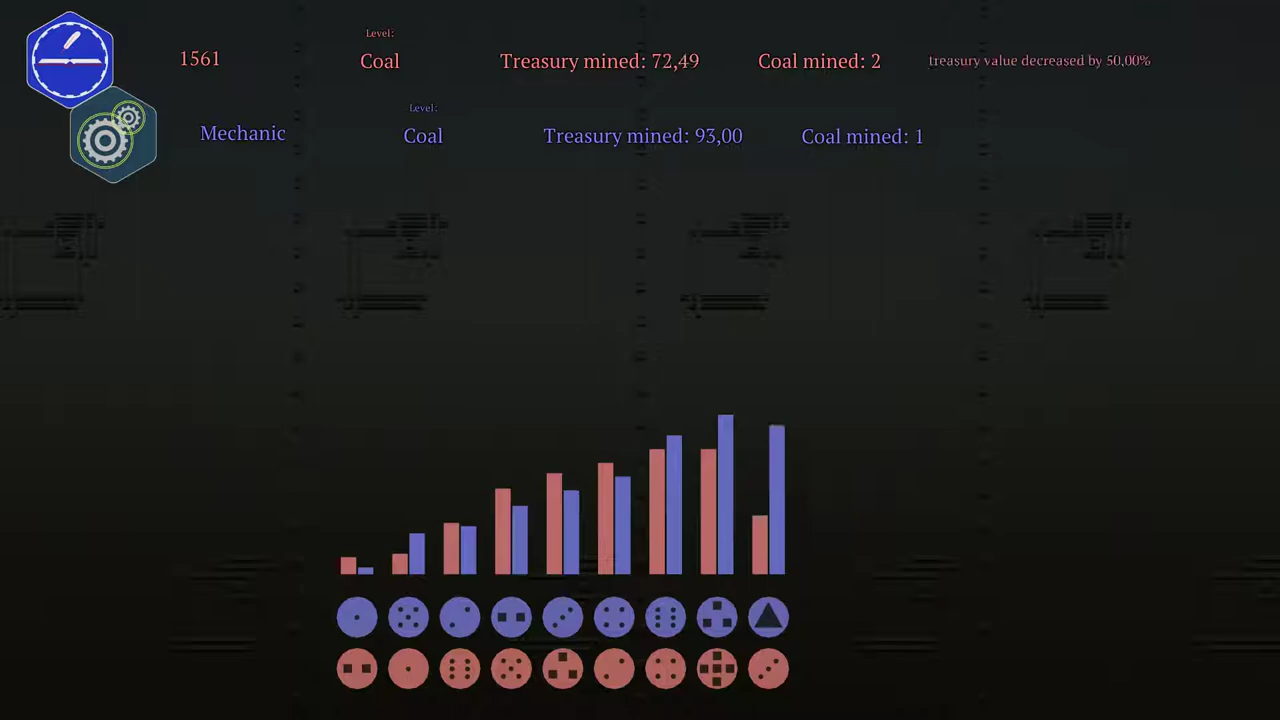 Level:
1561 Coal Treasury mined: 72,49 Coal mined: 2 treasury value decreased by 50,00%
Level:
Mechanic Coal Treasury mined: 93,00 Coal mined: 1